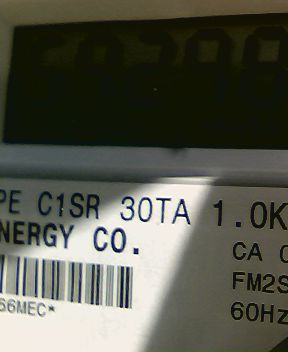 PE C1SR 30TA 1.0K
NERGY CO.
CA
FM2S
66MEC*
60Hz